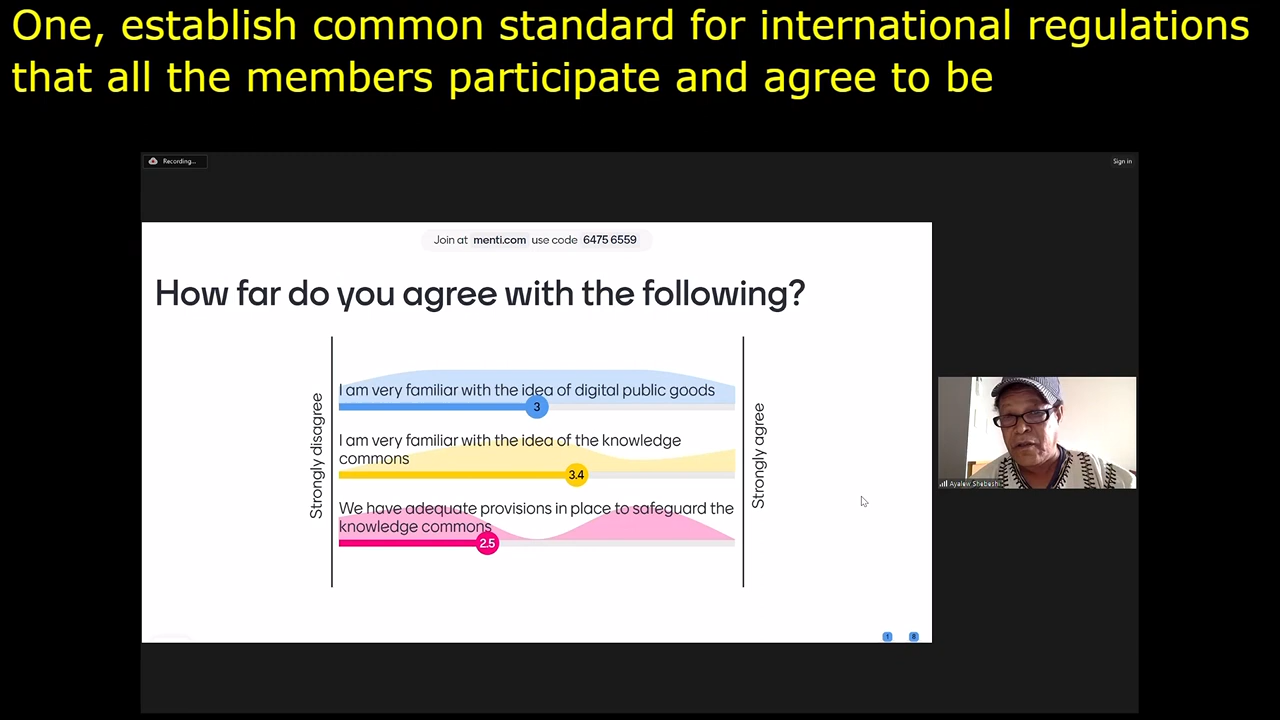 One, establish common standard for international regulations
that all the members participate and agree to be
Recording...
Sign in
Join at menti.com use code 6475 6559
How far do you agree with the following?
Strongly disagree
I am very familiar with the idea of digital public goods
3
I am very familiar with the idea of the knowledge
commons
3.4
We have adequate provisions in place to safeguard the
knowledge commons
2.5
Strongly agree
Ayalew Shebeshi
1
8